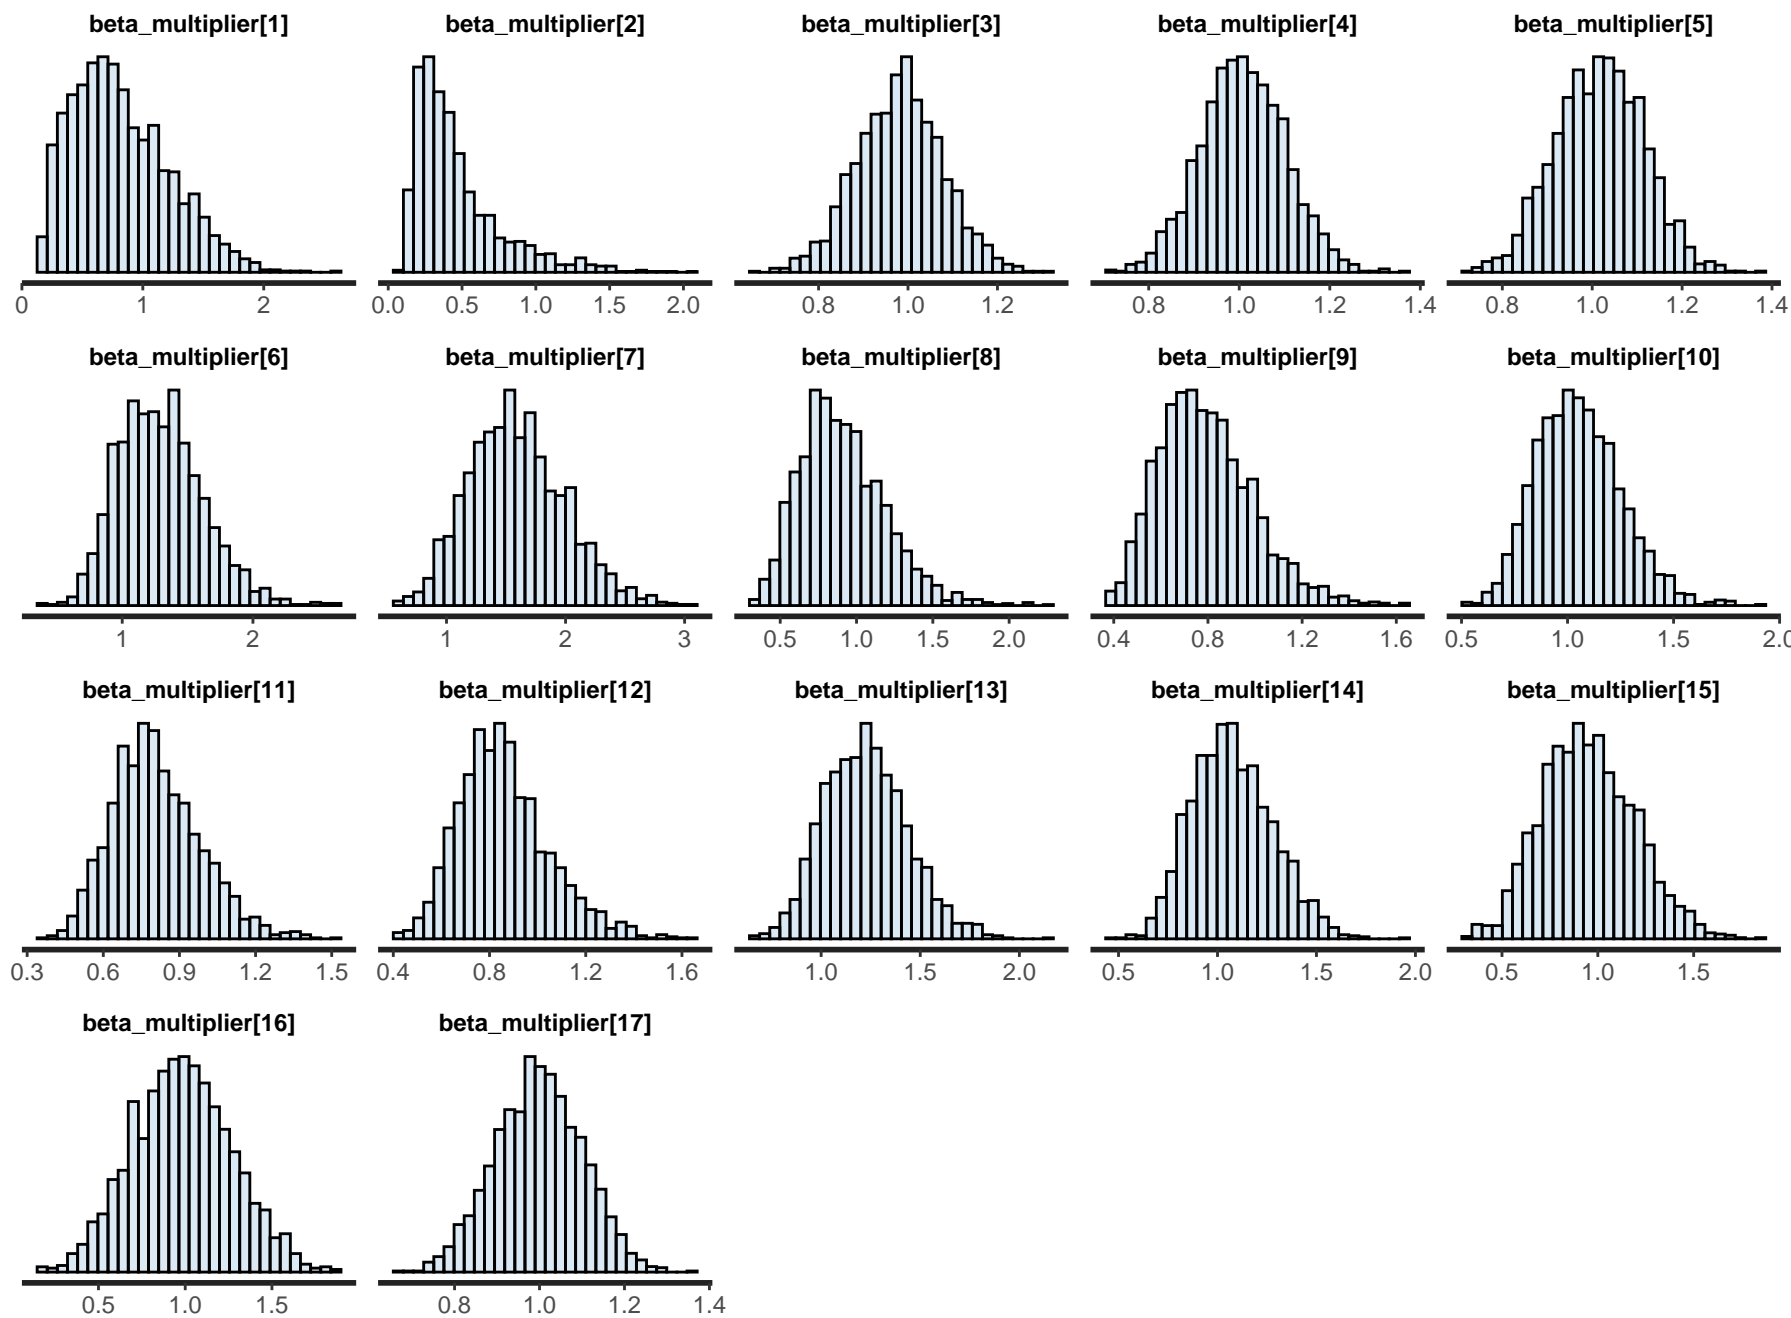 beta_multiplier[1] beta_multiplier[2] beta_multiplier[3] beta_multiplier[4] beta_multiplier[5]
0 1 2 0.0 0.5 1.0 1.5 2.0 0.8 1.0 1.2 0.8 1.0 1.2 1.4 0.8 1.0 1.2 1.4
beta_multiplier[6] beta_multiplier[7] beta_multiplier[8] beta_multiplier[9] beta_multiplier[10]
1 2 1 2 3 0.5 1.0 1.5 2.0 0.4 0.8 1.2 1.6 0.5 1.0 1.5 2.0
beta_multiplier[11] beta_multiplier[12] beta_multiplier[13] beta_multiplier[14] beta_multiplier[15]
0.3 0.6 0.9 1.2 1.5 0.4 0.8 1.2 1.6 1.0 1.5 2.0 0.5 1.0 1.5 2.0 0.5 1.0 1.5
beta_multiplier[16] beta_multiplier[17]
0.5 1.0 1.5 0.8 1.0 1.2 1.4